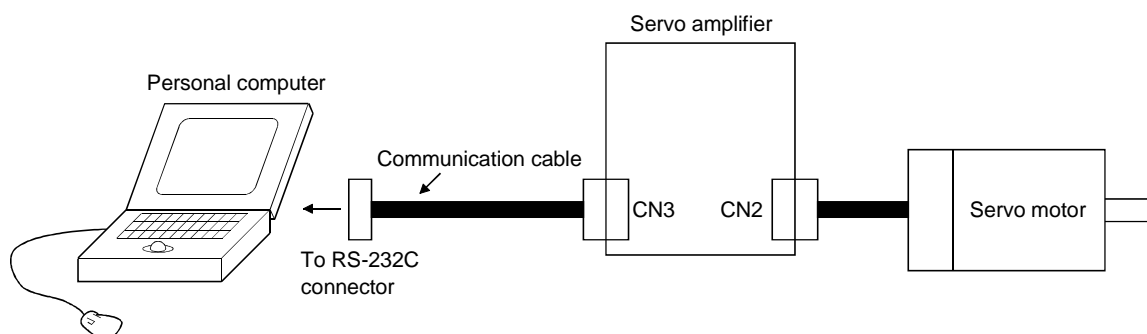 Servo amplifier
Personal computer
Communication cable
CN3
CN2
Servo motor
To RS-232C
connector